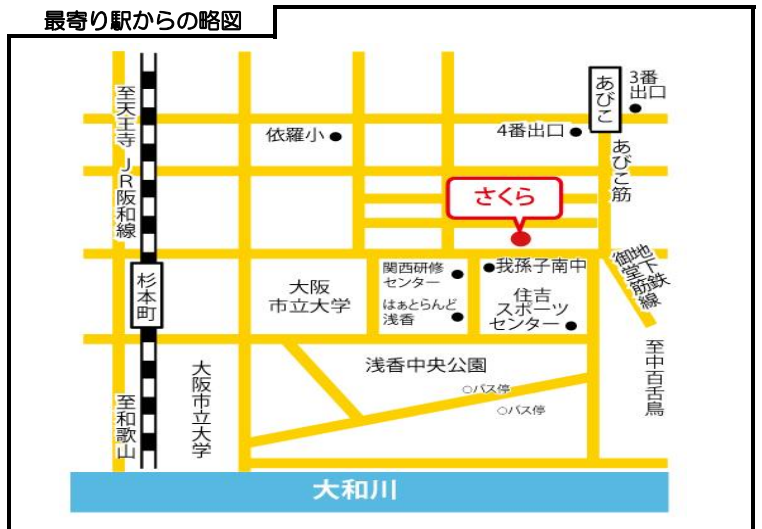 最寄り駅からの略図
至天王寺
JR阪和線
杉本町
至和歌山
大阪市立大学
依羅小
4番出口
あびこ
3番
出口
あびこ筋
さくら
大阪
市立大学
関西研修
センター
はぁとらんど
浅香
我孫子南中
住吉
スポーツ
センター
地下鉄
御堂筋線
至中百舌鳥
浅香中央公園
○バス停
○バス停
大和川